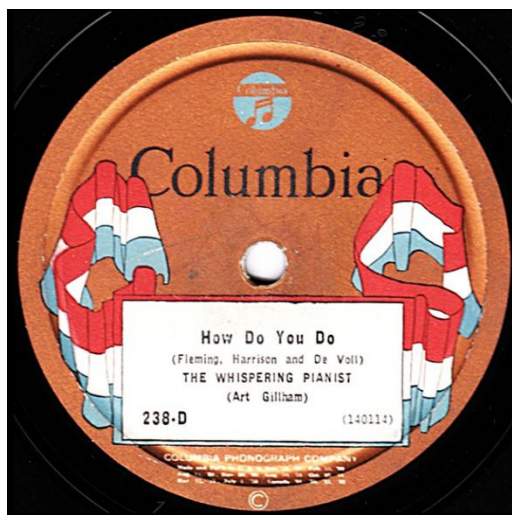 Columbia
Columbia
How Do You Do
(Fleming, Harrison and De Voll)
THE WHISPERING PIANIST
(Art Gillham)
238-D (140114)
COLUMBIA PHONOGRAPH COMPANY
©